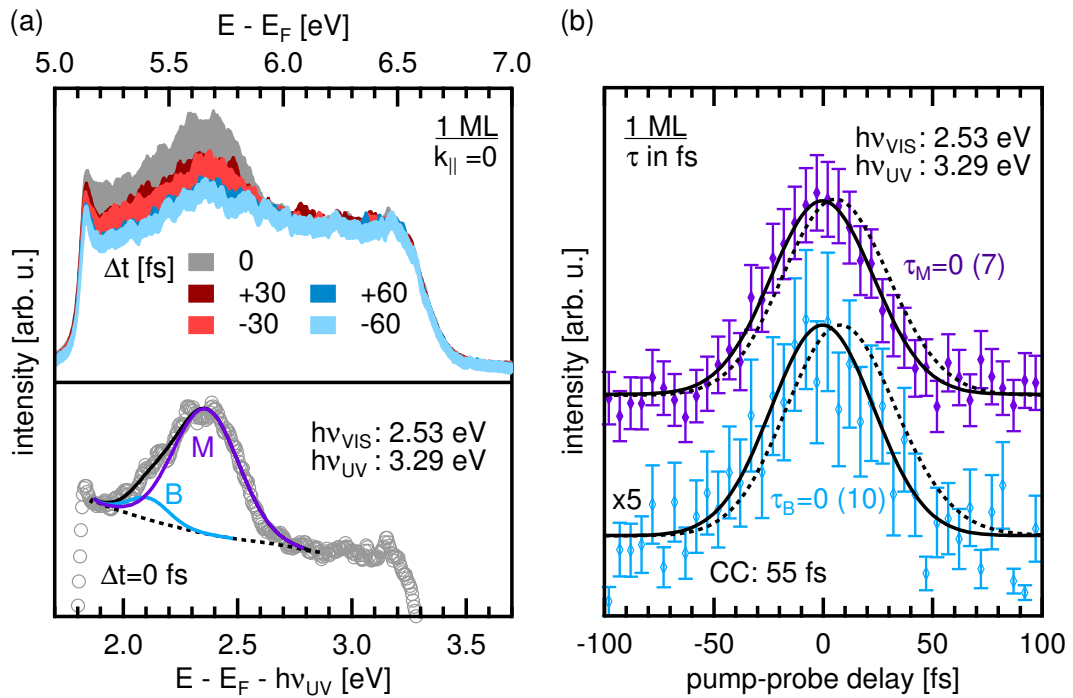 (a)
E - E_F [eV]
5.0 5.5 6.0 6.5 7.0
1 ML
k_|| =0
Δt [fs]
0
+30 +60
-30 -60
intensity [arb. u.]
hν_VIS : 2.53 eV
hν_UV : 3.29 eV
M
B
Δt=0 fs
2.0 2.5 3.0 3.5
E - E_F - hν_UV [eV]
(b)
1 ML
τ in fs
hν_VIS: 2.53 eV
hν_UV : 3.29 eV
τ_M=0 (7)
intensity [arb. u.]
x5
τ_B=0 (10)
CC: 55 fs
-100 -50 0 50 100
pump-probe delay [fs]